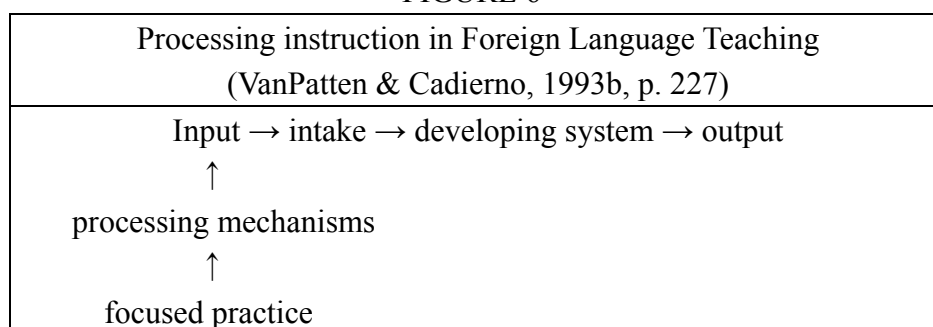 Processing instruction in Foreign Language Teaching
(VanPatten & Cadierno, 1993b, p. 227)
Input → intake → developing system → output
↑
processing mechanisms
↑
focused practice